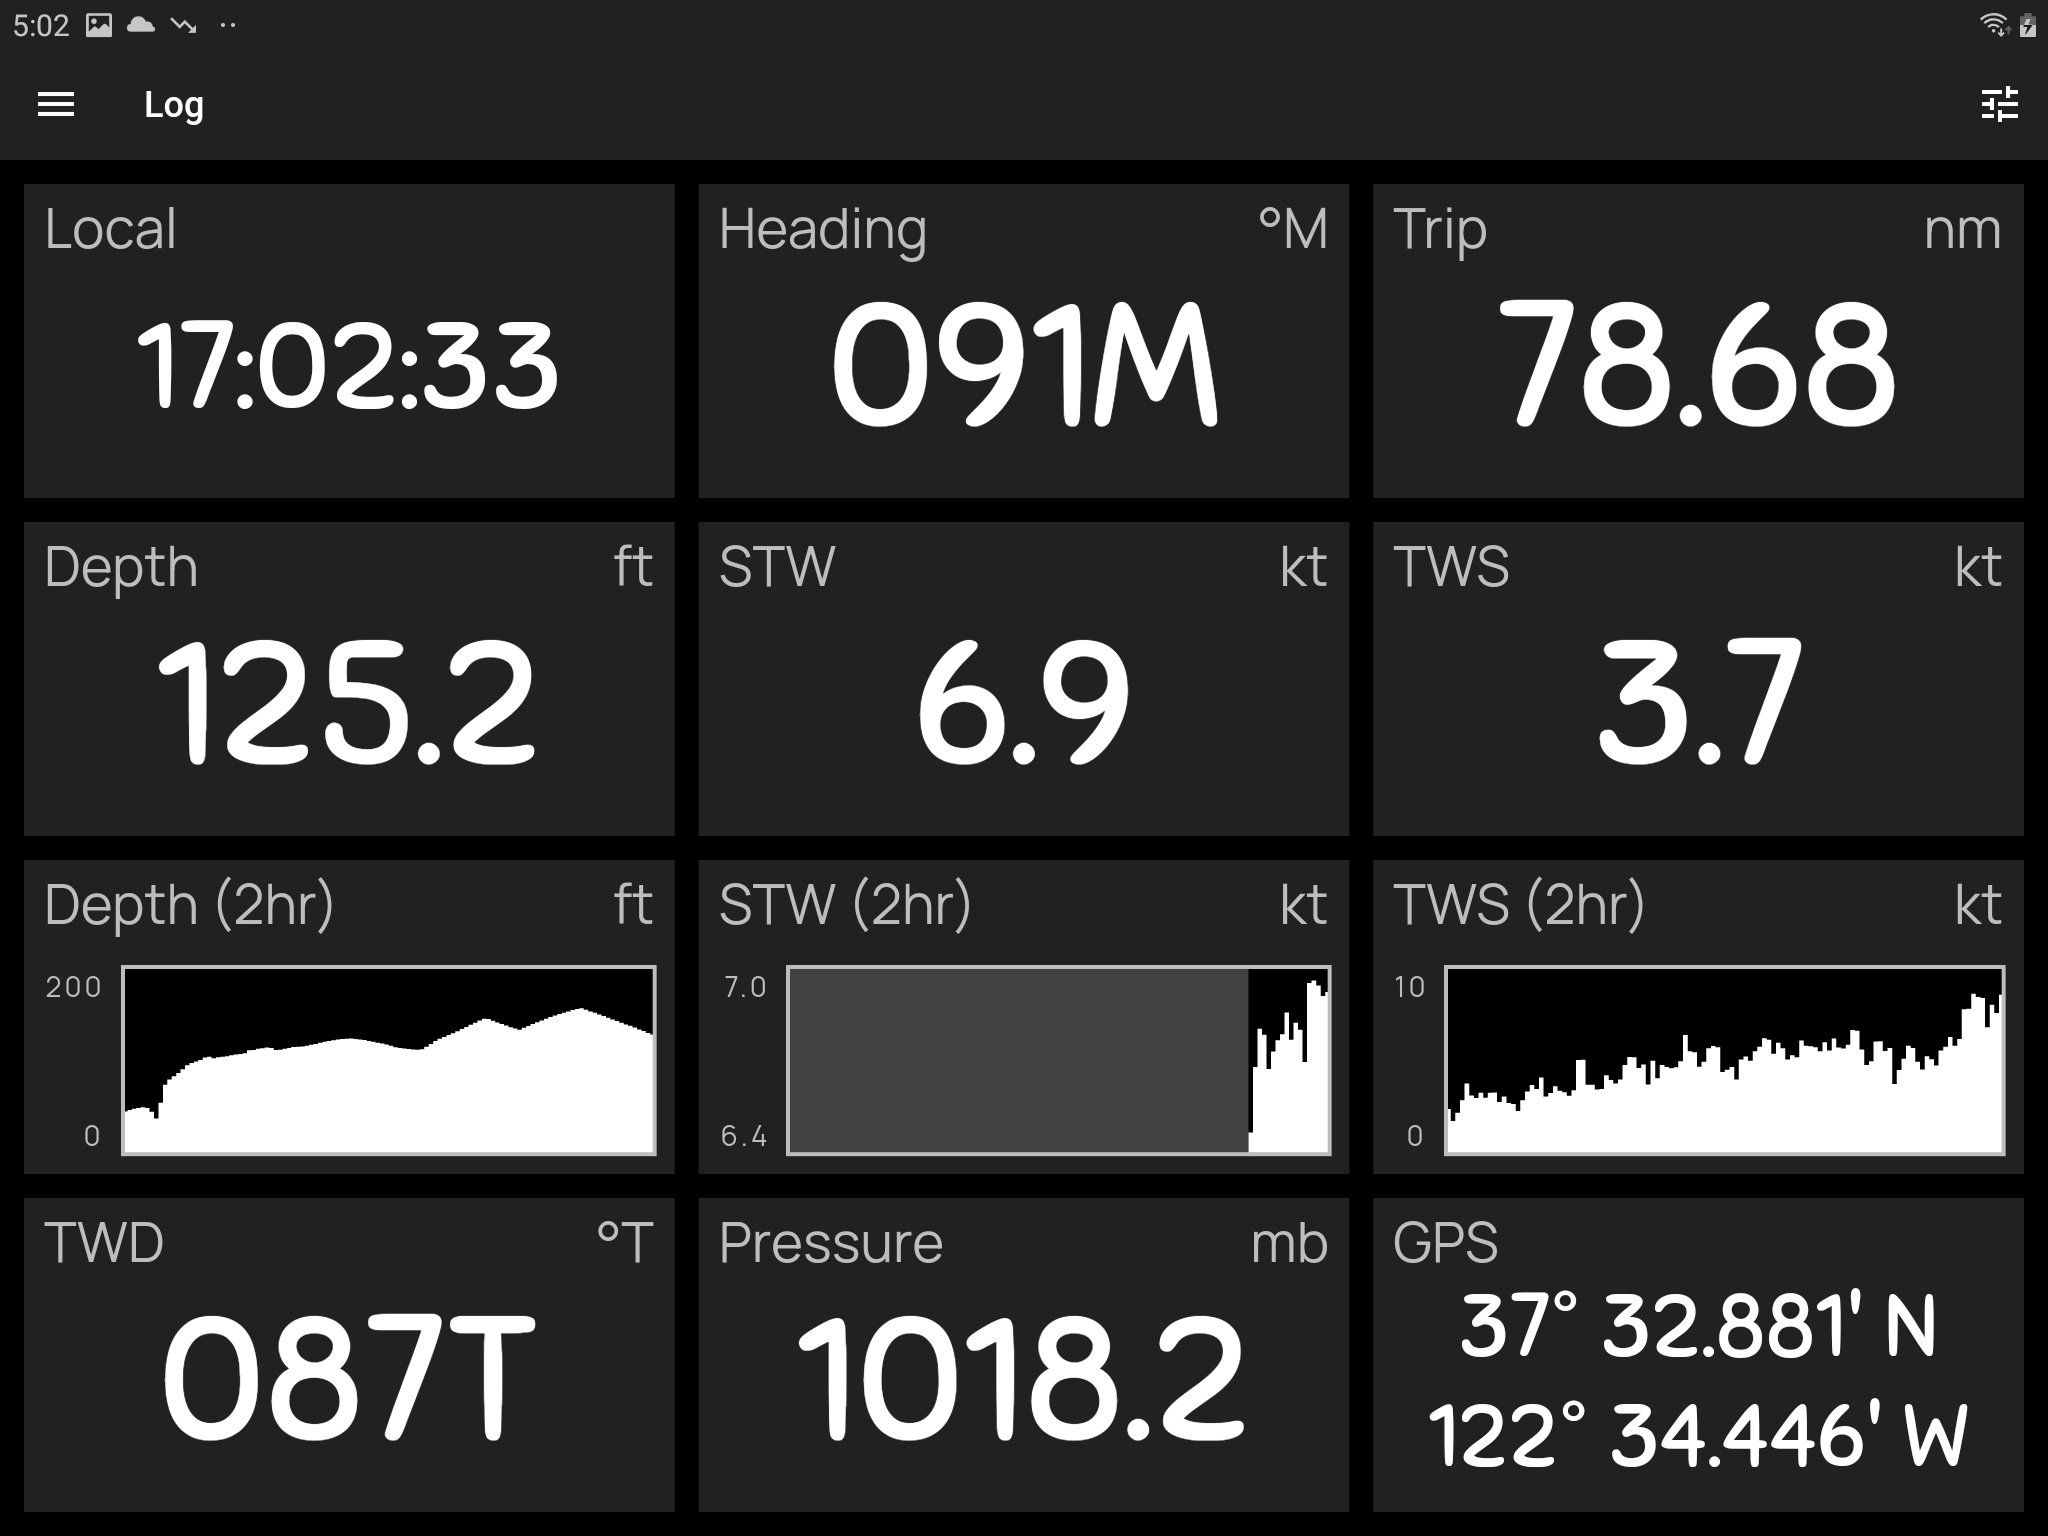 5:02
Log
Local
17:02:33
Heading °M
091M
Trip nm
78.68
Depth ft
125.2
STW kt
6.9
TWS kt
3.7
Depth (2hr) ft
200
0
STW (2hr) kt
7.0
6.4
TWS (2hr) kt
10
0
TWD °T
087T
Pressure mb
1018.2
GPS
37° 32.881' N
122° 34.446' W